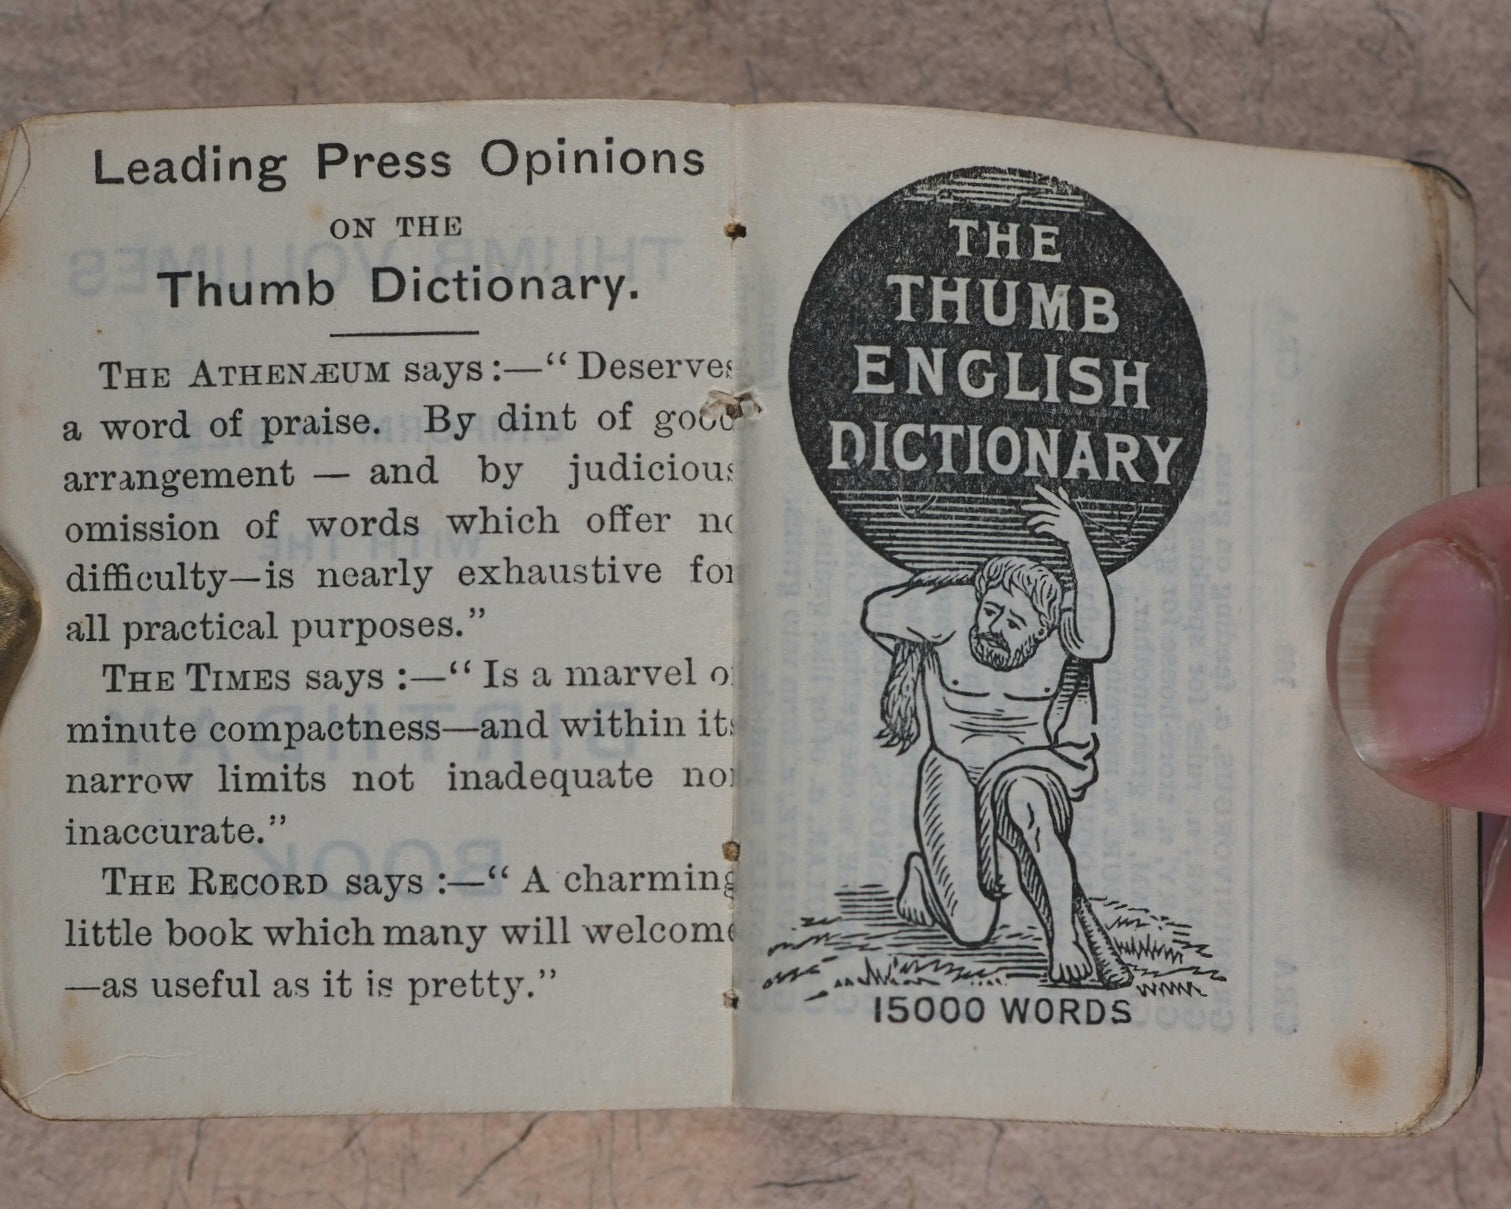 Leading Press Opinions
ON THE
Thumb Dictionary.
THE ATHENÆUM says:—“Deserves
a word of praise. By dint of good
arrangement — and by judicious
omission of words which offer no
difficulty—is nearly exhaustive for
all practical purposes.”
THE TIMES says:—“Is a marvel of
minute compactness—and within its
narrow limits not inadequate nor
inaccurate.”
THE RECORD says:—“A charming
little book which many will welcome
—as useful as it is pretty.”
THE
THUMB
ENGLISH
DICTIONARY
15000 WORDS